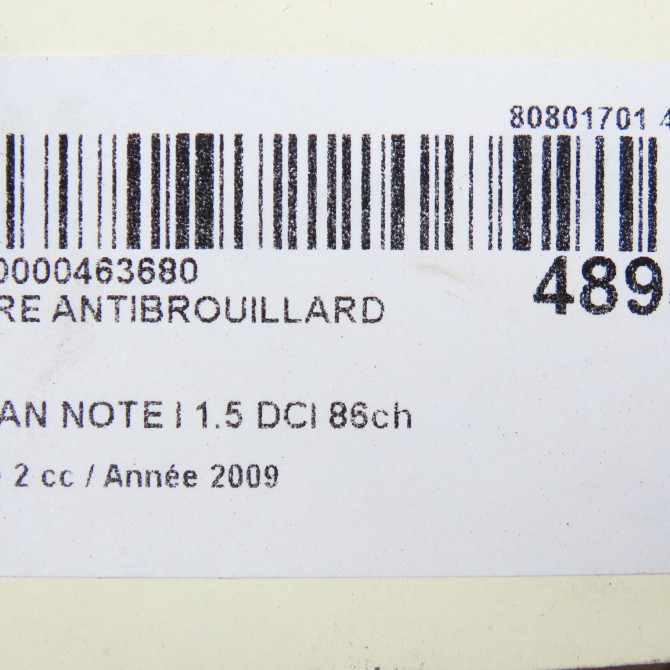 80801701 4
0000463680
489
RE ANTIBROUILLARD
AN NOTE I 1.5 DCI 86ch
2 cc / Année 2009